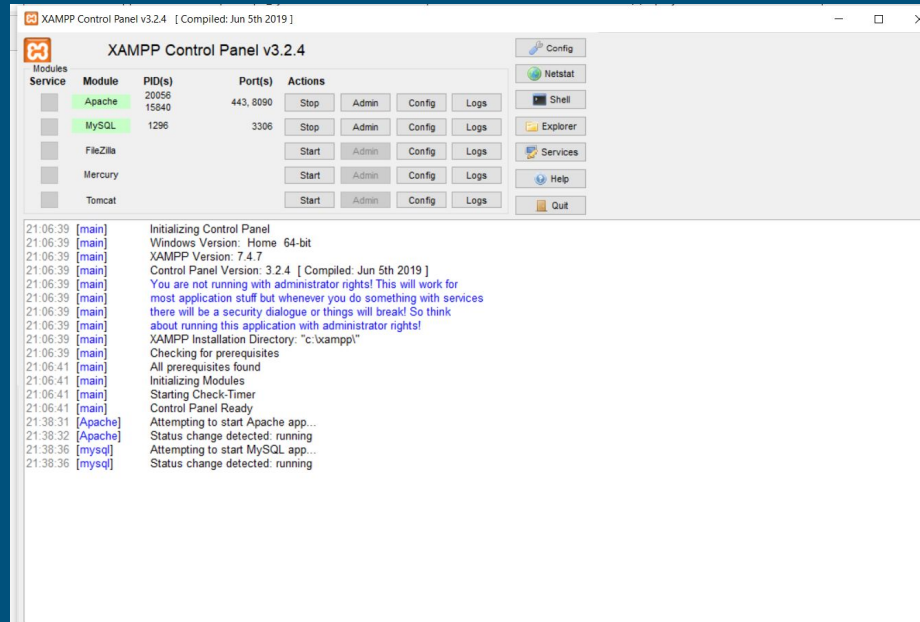 XAMPP Control Panel v3.2.4 [ Compiled: Jun 5th 2019 ]
XAMPP Control Panel v3.2.4
Config
Modules
Service Module PID(s) Port(s) Actions
Netstat
Apache 20056 15840 443, 8090 Stop Admin Config Logs
Shell
MySQL 1296 3306 Stop Admin Config Logs
Explorer
FileZilla Start Admin Config Logs
Services
Mercury Start Admin Config Logs
Help
Tomcat Start Admin Config Logs
Quit
21:06:39 [main] Initializing Control Panel
21:06:39 [main] Windows Version: Home 64-bit
21:06:39 [main] XAMPP Version: 7.4.7
21:06:39 [main] Control Panel Version: 3.2.4 [ Compiled: Jun 5th 2019 ]
21:06:39 [main] You are not running with administrator rights! This will work for
21:06:39 [main] most application stuff but whenever you do something with services
21:06:39 [main] there will be a security dialogue or things will break! So think
21:06:39 [main] about running this application with administrator rights!
21:06:39 [main] XAMPP Installation Directory: "c:\xampp\"
21:06:39 [main] Checking for prerequisites
21:06:41 [main] All prerequisites found
21:06:41 [main] Initializing Modules
21:06:41 [main] Starting Check-Timer
21:06:41 [main] Control Panel Ready
21:38:31 [Apache] Attempting to start Apache app...
21:38:32 [Apache] Status change detected: running
21:38:36 [mysql] Attempting to start MySQL app...
21:38:36 [mysql] Status change detected: running